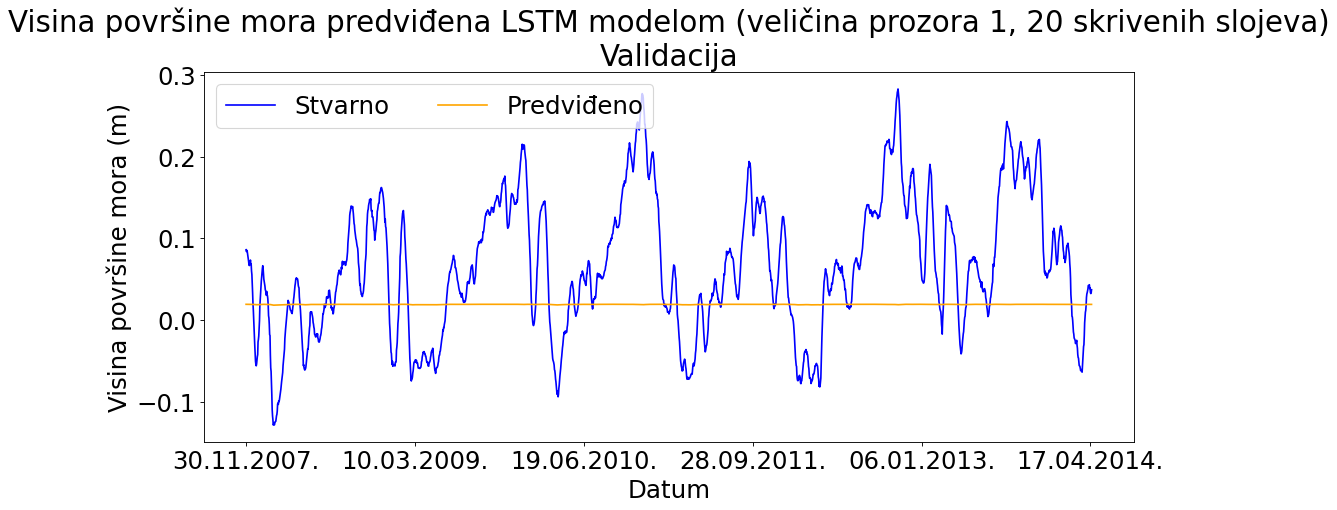 Visina površine mora predviđena LSTM modelom (veličina prozora 1, 20 skrivenih slojeva)
Validacija
Stvarno
Predviđeno
Visina površine mora (m)
0.3
0.2
0.1
0.0
−0.1
30.11.2007.
10.03.2009.
19.06.2010.
28.09.2011.
06.01.2013.
17.04.2014.
Datum